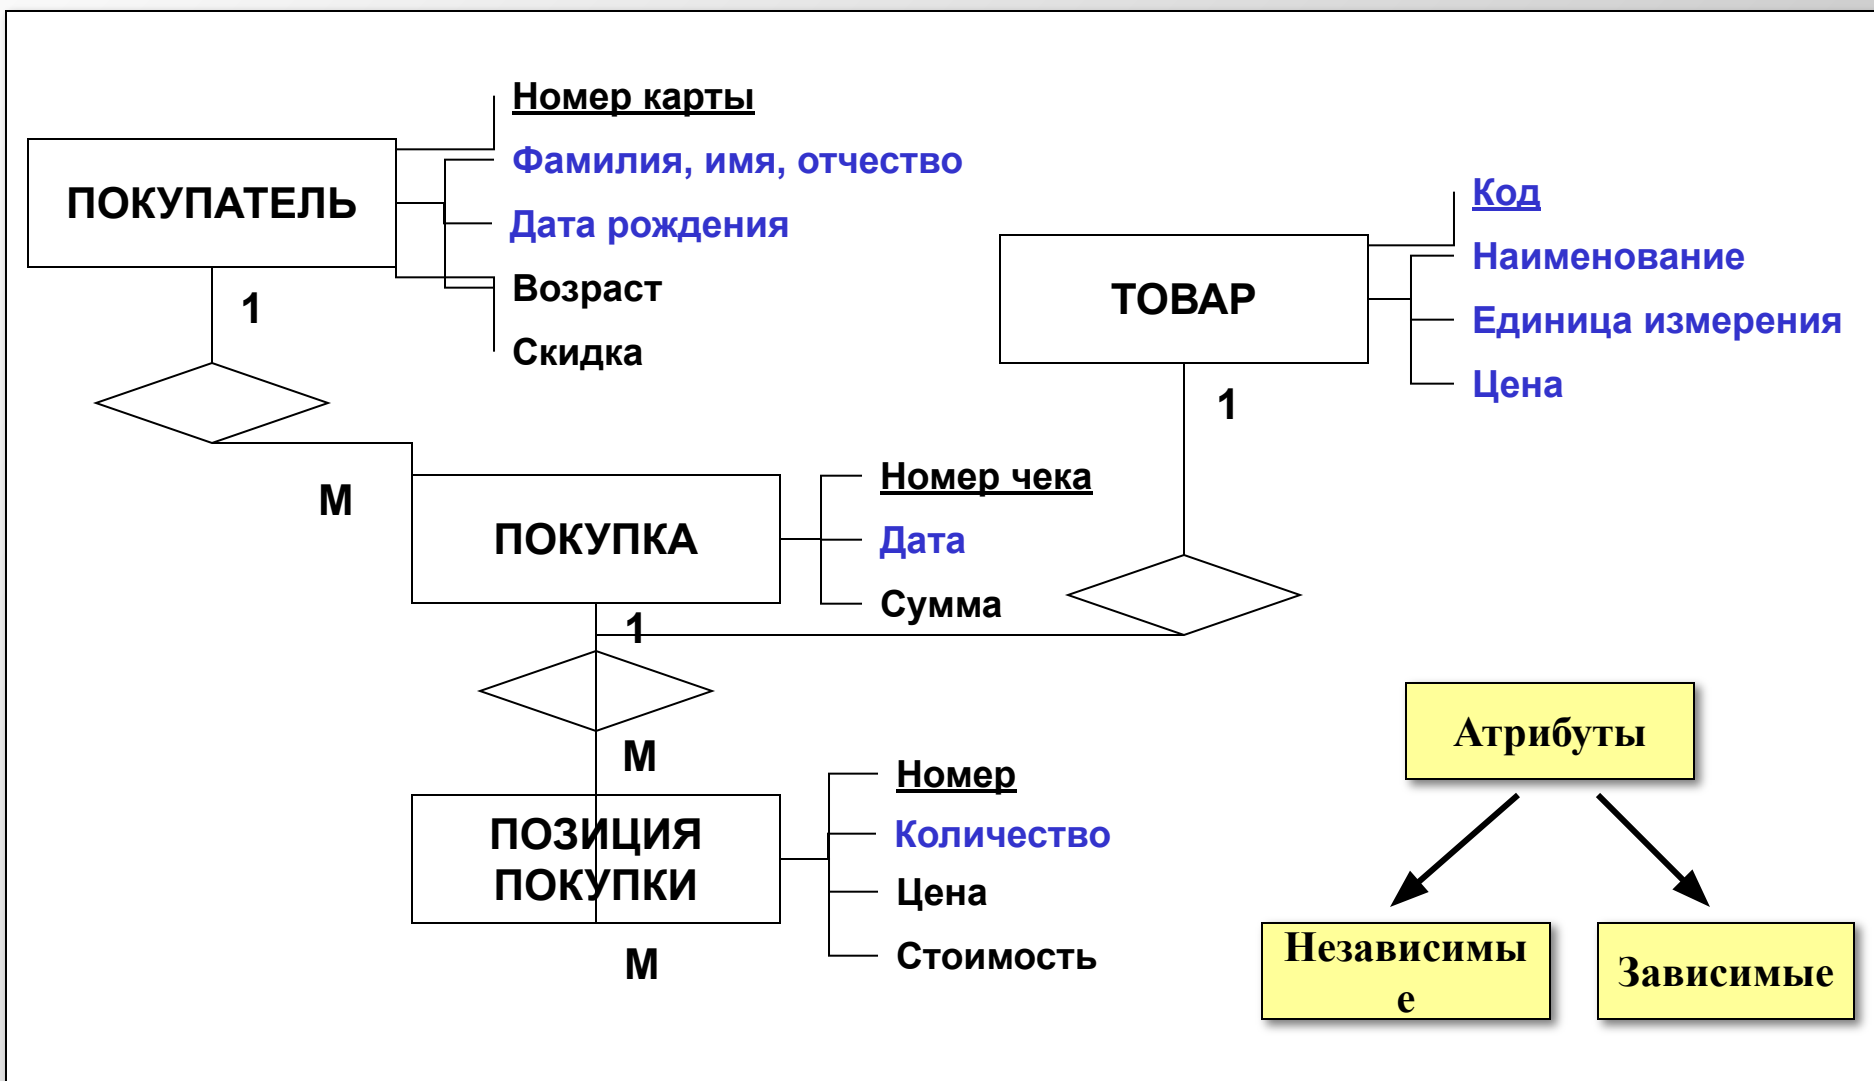 Номер карты
Фамилия, имя, отчество
ПОКУПАТЕЛЬ
Дата рождения
Возраст
Скидка
1
М
Код
Наименование
ТОВАР
Единица измерения
Цена
1
Номер чека
ПОКУПКА
Дата
Сумма
1
М
Номер
ПОЗИЦИЯ
ПОКУПКИ
Количество
Цена
Стоимость
М
Атрибуты
Независимы
е
Зависимые